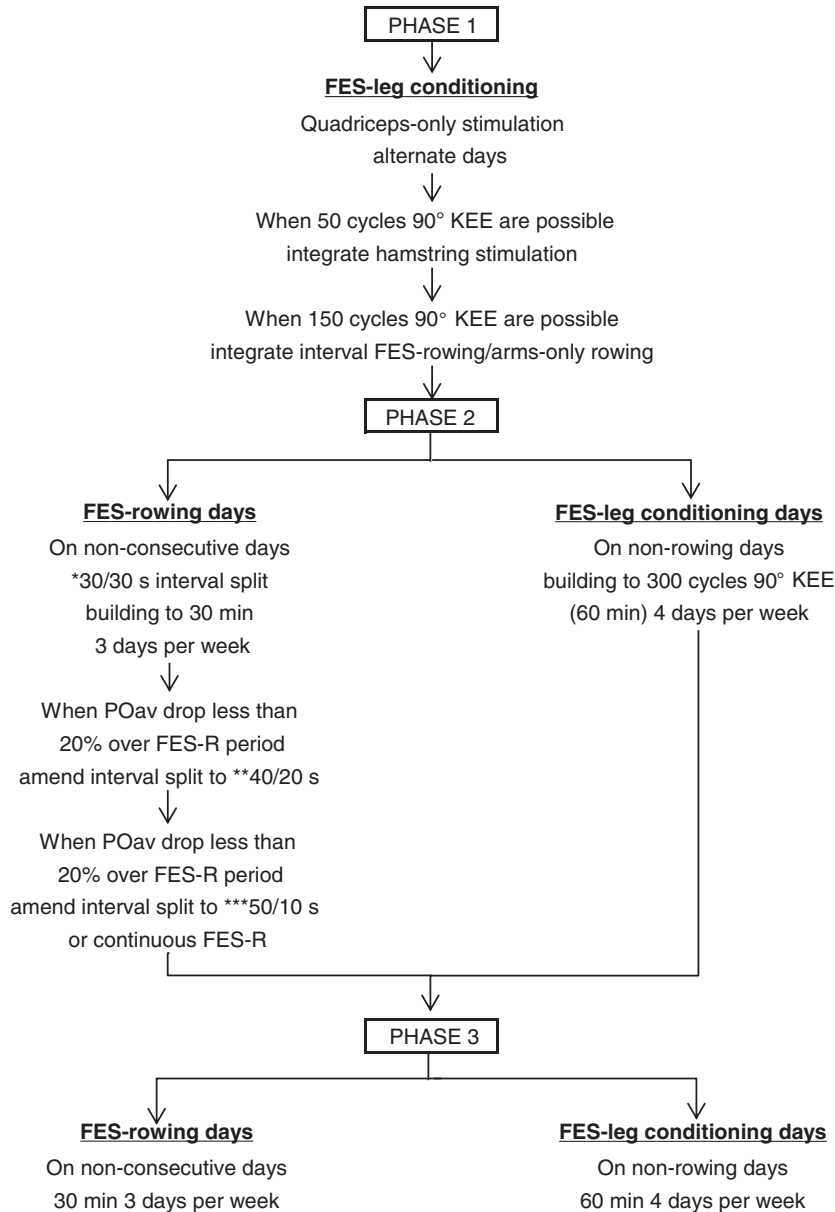 PHASE 1
FES-leg conditioning
Quadriceps-only stimulation
alternate days
When 50 cycles 90° KEE are possible
integrate hamstring stimulation
When 150 cycles 90° KEE are possible
integrate interval FES-rowing/arms-only rowing
PHASE 2
FES-rowing days
On non-consecutive days
*30/30 s interval split
building to 30 min
3 days per week
When POav drop less than
20% over FES-R period
amend interval split to **40/20 s
When POav drop less than
20% over FES-R period
amend interval split to ***50/10 s
or continuous FES-R
FES-leg conditioning days
On non-rowing days
building to 300 cycles 90° KEE
(60 min) 4 days per week
PHASE 3
FES-rowing days
On non-consecutive days
30 min 3 days per week
FES-leg conditioning days
On non-rowing days
60 min 4 days per week